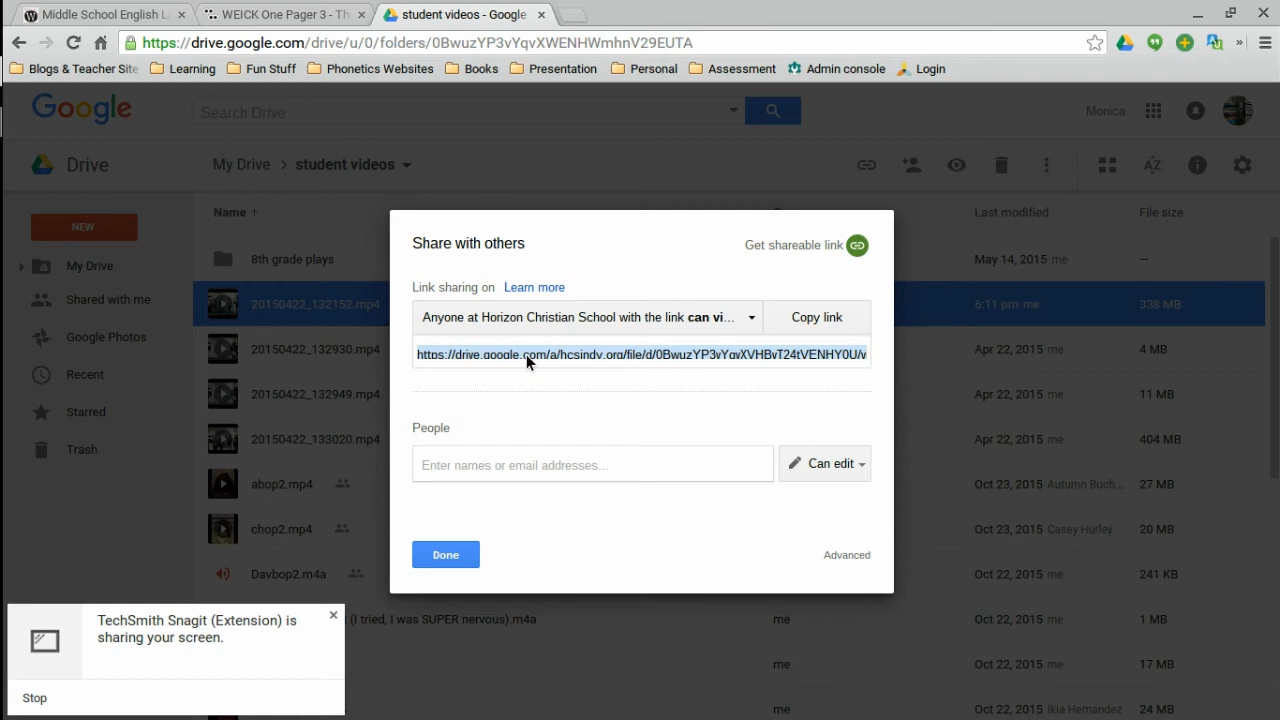 Middle School English La
WEICK One Pager 3 - Th
student videos - Google
https://drive.google.com/drive/u/0/folders/0BwuzYP3vYqvXWENHWmhnV29EUTA
Blogs & Teacher Site
Learning
Fun Stuff
Phonetics Websites
Books
Presentation
Personal
Assessment
Admin console
Login
Google
Search Drive
Monica
Drive
My Drive > student videos
NEW
My Drive
Shared with me
Google Photos
Recent
Starred
Trash
Name
Last modified
File size
8th grade plays
May 14, 2015 me
—
20150422_132152.mp4
6:11 pm me
338 MB
20150422_132930.mp4
Apr 22, 2015 me
4 MB
20150422_132949.mp4
Apr 22, 2015 me
11 MB
20150422_133020.mp4
Apr 22, 2015 me
404 MB
abop2.mp4
Oct 23, 2015 Autumn Buch...
27 MB
chop2.mp4
Oct 23, 2015 Casey Hurley
20 MB
Davbop2.m4a
Oct 22, 2015 me
241 KB
(I tried, I was SUPER nervous).m4a
me
Oct 22, 2015 me
1 MB
me
Oct 22, 2015 me
17 MB
me
Oct 22, 2015 Ikia Hernandez
24 MB
Share with others
Get shareable link
Link sharing on Learn more
Anyone at Horizon Christian School with the link can vi...
Copy link
https://drive.google.com/a/hcsindy.org/file/d/0BwuzYP3vYqvXVHByT24tVENHY0U/v
People
Enter names or email addresses...
Can edit
Done
Advanced
TechSmith Snagit (Extension) is
sharing your screen.
Stop